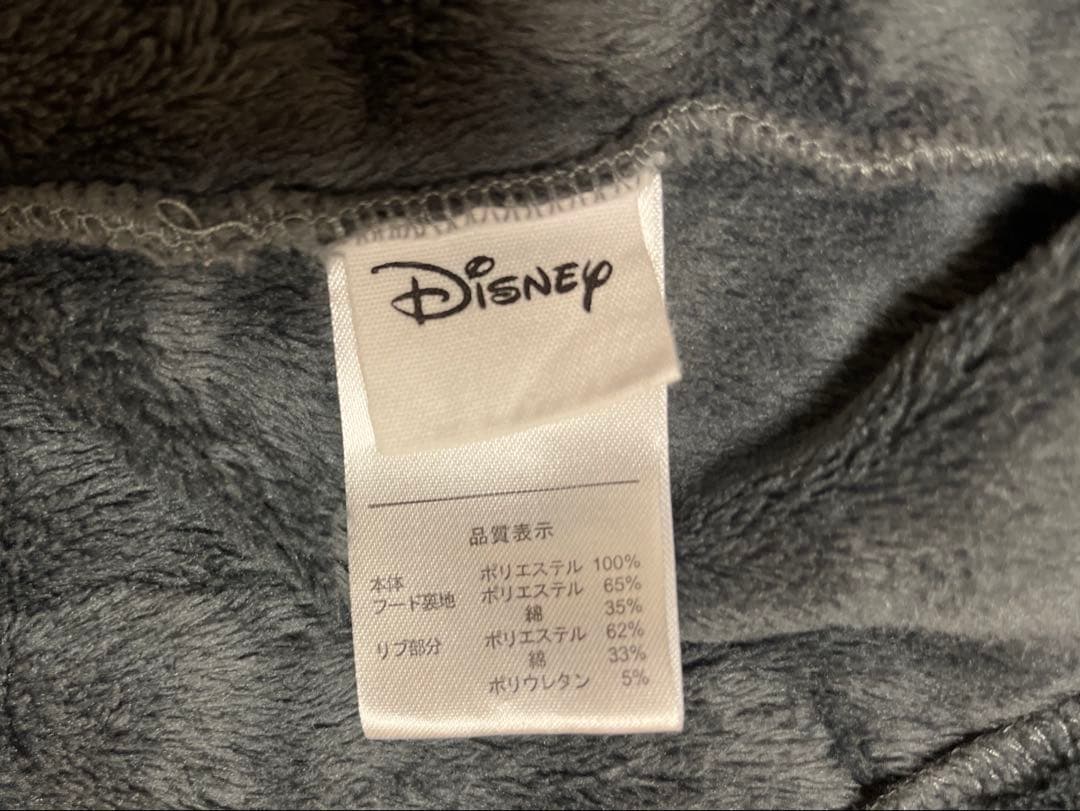 Disney
品質表示
本体 ポリエステル 100%
フード裏地 ポリエステル 65%
綿 35%
リブ部分 ポリエステル 62%
綿 33%
ポリウレタン 5%